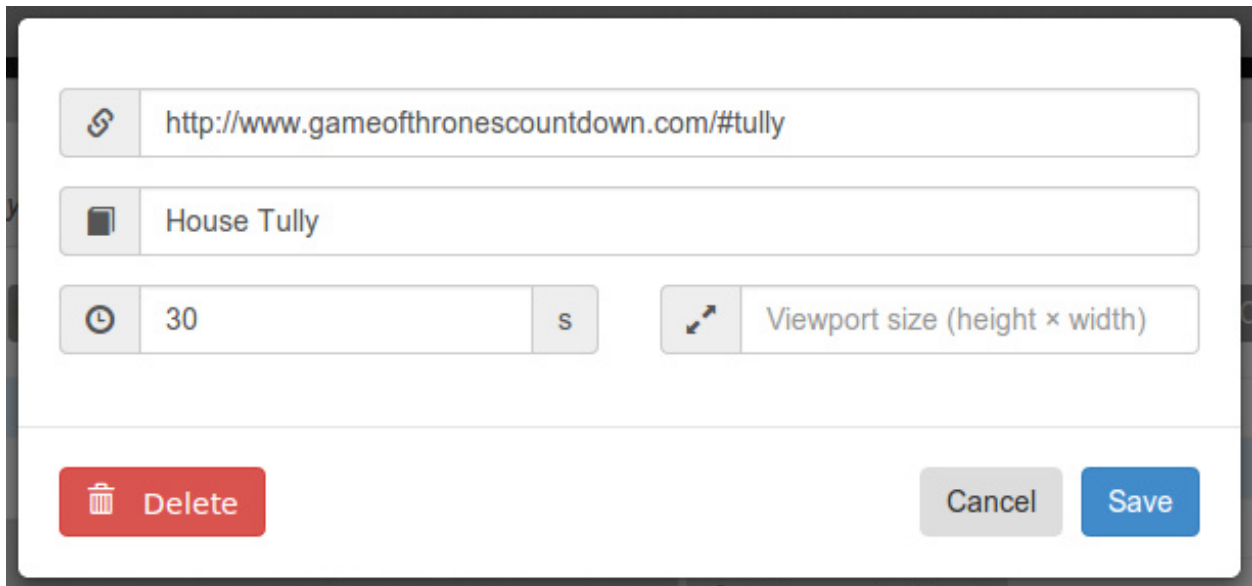 http://www.gameofthronescountdown.com/#tully
House Tully
30 s Viewport size (height × width)
Delete Cancel Save